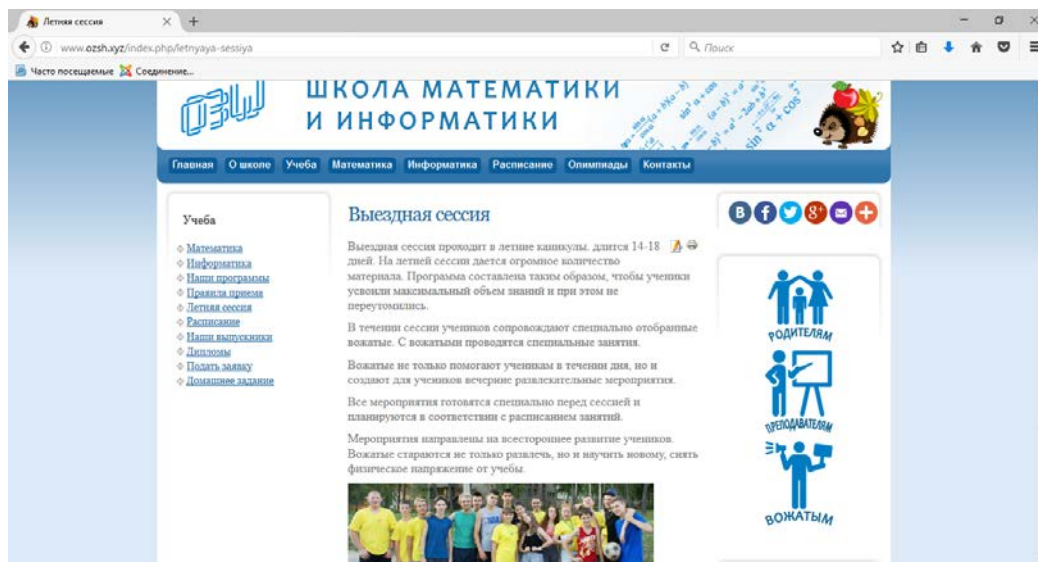 Летняя сессия
www.ozsh.xyz/index.php/letnyaya-sessiya
Поиск
Часто посещаемые
Соединение...
ОЗШ
ШКОЛА МАТЕМАТИКИ
И ИНФОРМАТИКИ
Главная О школе Учеба Математика Информатика Расписание Олимпиады Контакты
Учеба
Математика
Информатика
Наши программы
Правила приема
Летняя сессия
Расписание
Наши выпускники
Дипломы
Подать заявку
Домашнее задание
Выездная сессия
Выездная сессия проходит в летние каникулы. длится 14-18
дней. На летней сессии дается огромное количество
материала. Программа составлена таким образом, чтобы ученики
усвоили максимальный объем знаний и при этом не
переутомились.
В течении сессии учеников сопровождают специально отобранные
вожатые. С вожатыми проводятся специальные занятия.
Вожатые не только помогают ученикам в течении дня, но и
создают для учеников вечерние развлекательные мероприятия.
Все мероприятия готовятся специально перед сессией и
планируются в соответствии с расписанием занятий.
Мероприятия направлены на всестороннее развитие учеников.
Вожатые стараются не только развлечь, но и научить новому, снять
физическое напряжение от учебы.
РОДИТЕЛЯМ
ПРЕПОДАВАТЕЛЯМ
ВОЖАТЫМ